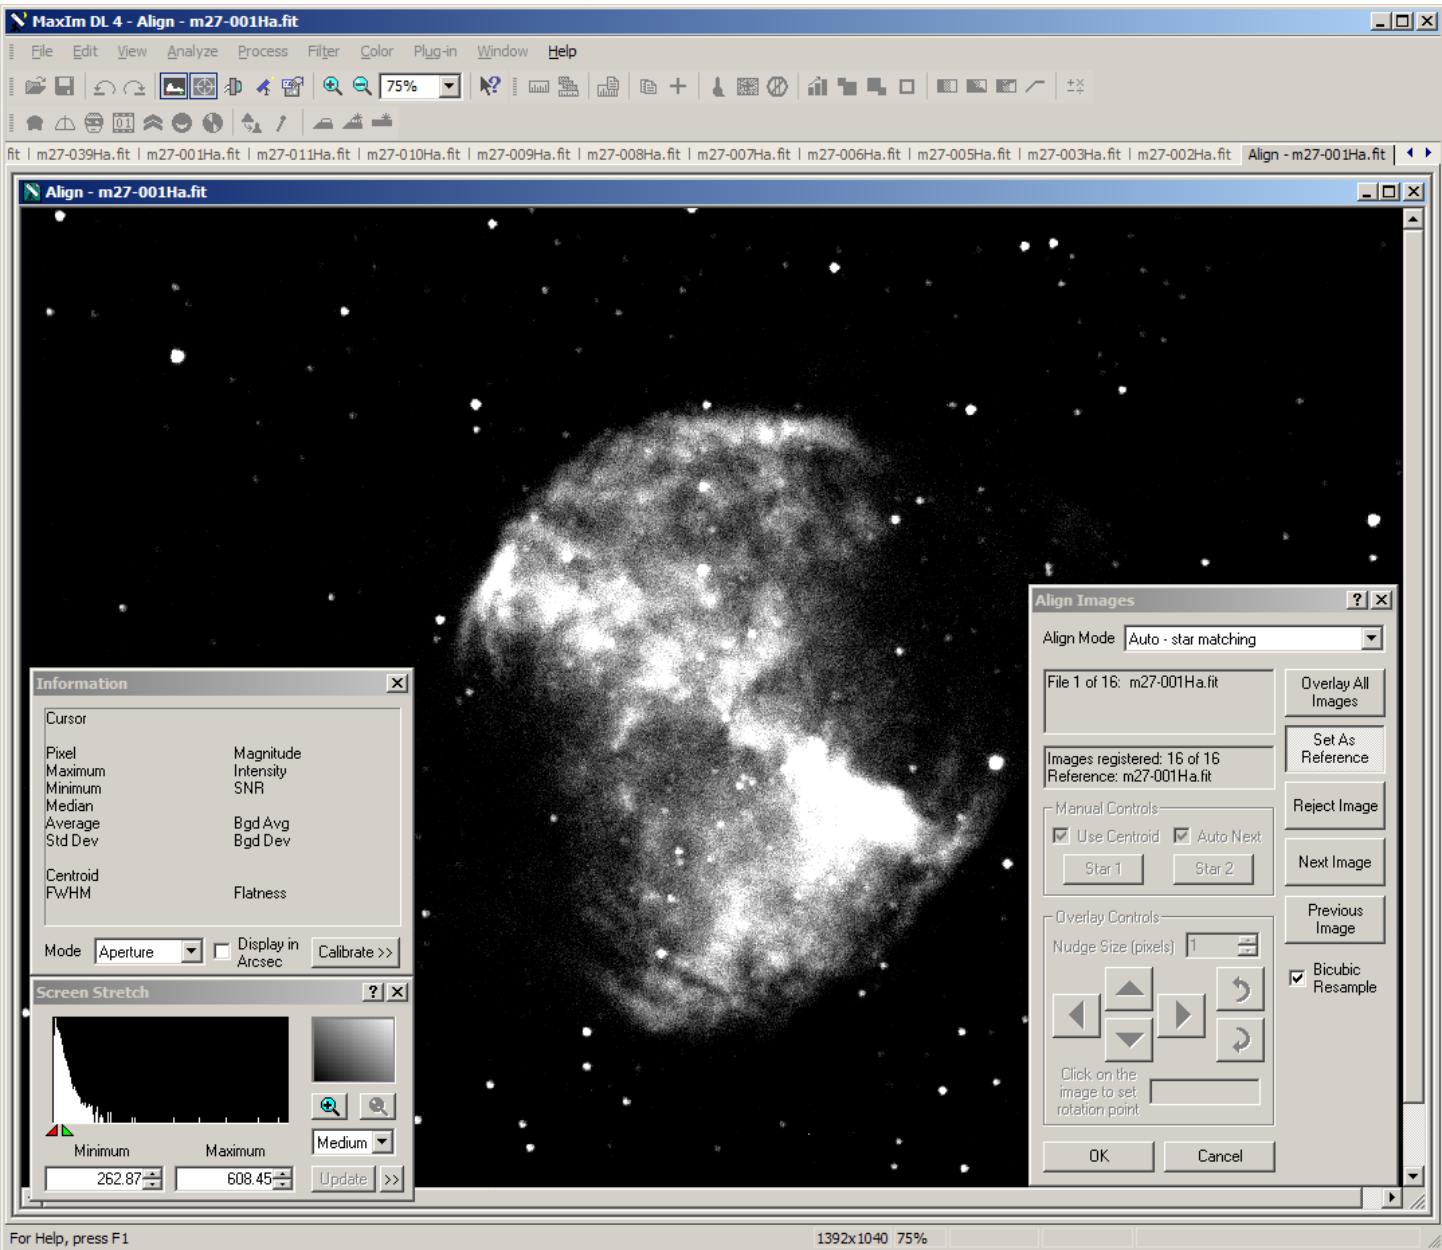 MaxIm DL 4 - Align - m27-001Ha.fit
File Edit View Analyze Process Filter Color Plug-in Window Help
75%
fit m27-039Ha.fit m27-001Ha.fit m27-011Ha.fit m27-010Ha.fit m27-009Ha.fit m27-008Ha.fit m27-007Ha.fit m27-006Ha.fit m27-005Ha.fit m27-003Ha.fit m27-002Ha.fit Align - m27-001Ha.fit
Align - m27-001Ha.fit
Align Images
Align Mode Auto - star matching
File 1 of 16: m27-001Ha.fit
Overlay All
Images
Set As
Reference
Images registered: 16 of 16
Reference: m27-001Ha.fit
Reject Image
Manual Controls
Use Centroid Auto Next
Star 1 Star 2
Next Image
Previous
Image
Overlay Controls
Nudge Size (pixels) 1
Bicubic
Resample
Click on the
image to set
rotation point
OK Cancel
Information
Cursor
Pixel Magnitude
Maximum Intensity
Minimum SNR
Median
Average Bgd Avg
Std Dev Bgd Dev
Centroid
FWHM Flatness
Mode Aperture Display in
Arcsec
Calibrate >>
Screen Stretch
Medium
Minimum Maximum
262.87 608.45 Update >>
For Help, press F1 1392x1040 75%